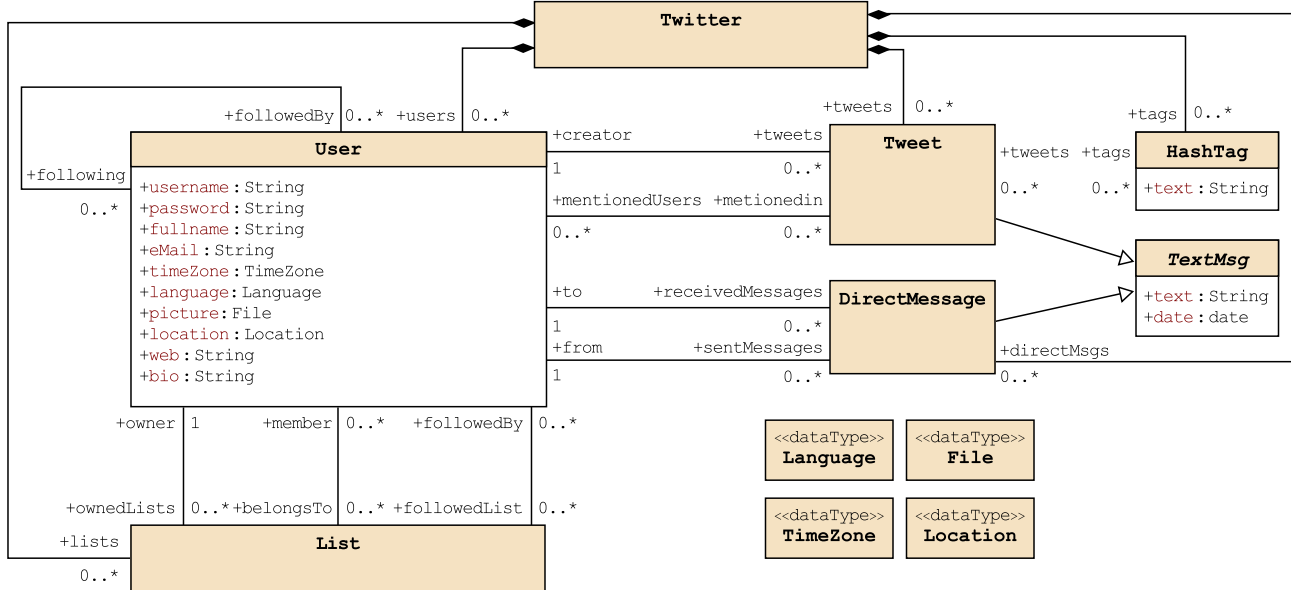 Twitter
+followedBy 0..* +users 0..*
+tweets 0..*
+tags 0..*
User
+following
0..*
+username:String
+password:String
+fullname:String
+eMail:String
+timeZone:TimeZone
+language:Language
+picture:File
+location:Location
+web:String
+bio:String
+creator +tweets
1 0..*
+mentionedUsers +metionedin
0..* 0..*
Tweet
+tweets +tags
0..* 0..*
HashTag
+text:String
TextMsg
+text:String
+date:date
+to +receivedMessages
1 0..*
+from +sentMessages
1 0..*
DirectMessage
+directMsgs
0..*
+owner 1 +member 0..* +followedBy 0..*
+ownedLists 0..* +belongsTo 0..* +followedList 0..*
+lists
0..*
List
<<dataType>>
Language
<<dataType>>
File
<<dataType>>
TimeZone
<<dataType>>
Location